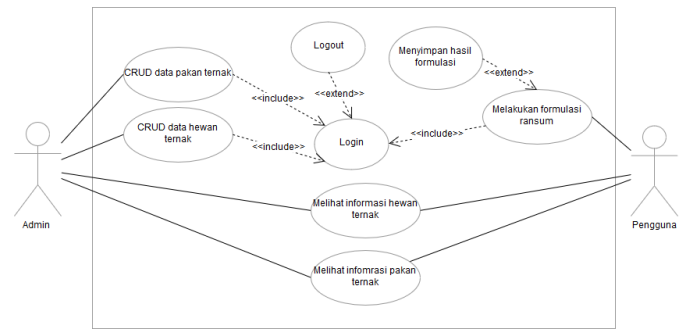 Logout
Menyimpan hasil
formulasi
CRUD data pakan ternak
<<include>>
<<extend>>
<<extend>>
CRUD data hewan
ternak
Melakukan formulasi
ransum
<<include>>
Login
<<include>>
Admin
Pengguna
Melihat informasi hewan
ternak
Melihat infomrasi pakan
ternak